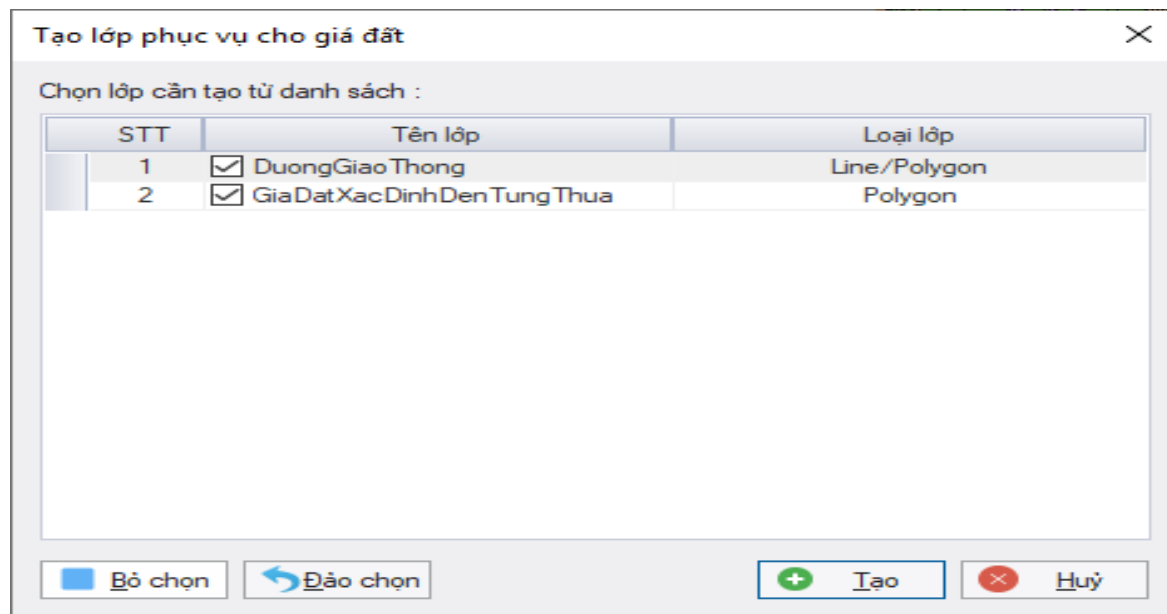 Tạo lớp phục vụ cho giá đất
Chọn lớp cần tạo từ danh sách :
STT Tên lớp Loại lớp
1 DuongGiaoThong Line/Polygon
2 GiaDatXacDinhDenTungThua Polygon
Bỏ chọn Đảo chọn Tạo Huỷ